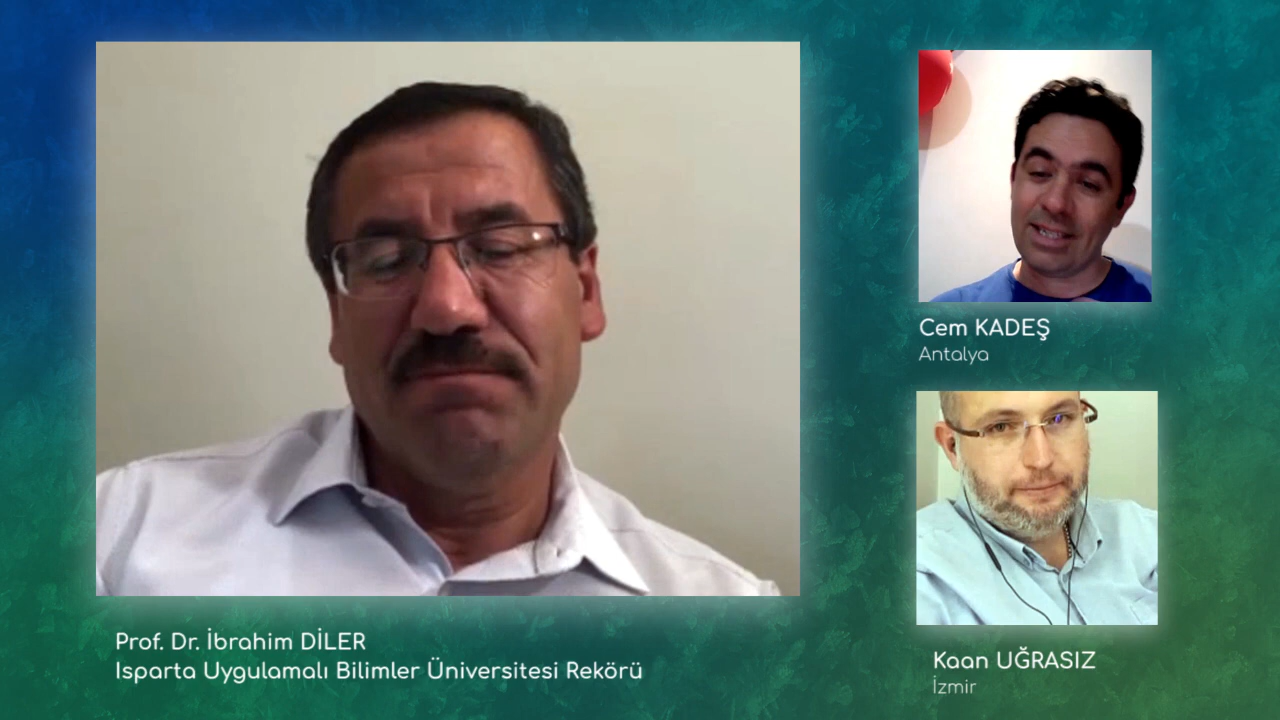 Prof. Dr. İbrahim DİLER
Isparta Uygulamalı Bilimler Üniversitesi Rekörü
Cem KADEŞ
Antalya
Kaan UĞRASIZ
İzmir